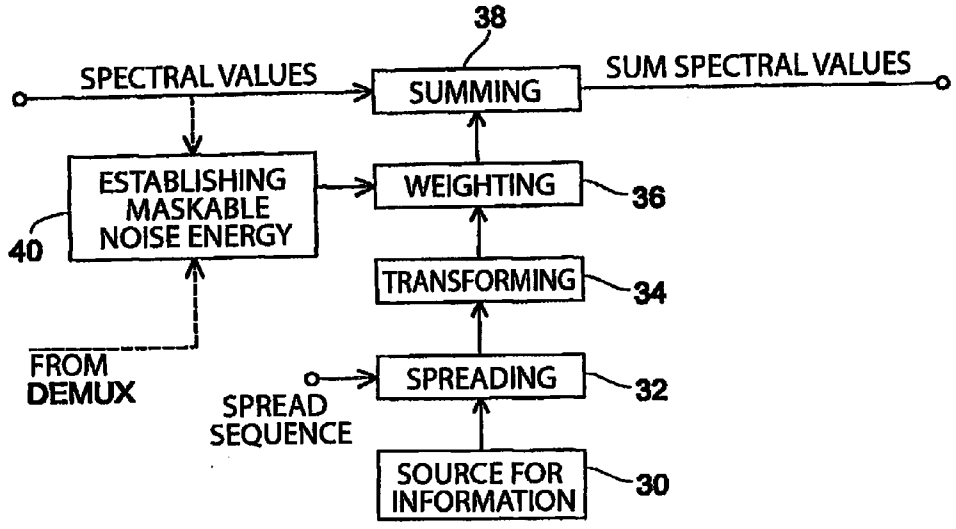 38
SPECTRAL VALUES
SUMMING
SUM SPECTRAL VALUES
ESTABLISHING
MASKABLE
NOISE ENERGY
40
WEIGHTING
36
TRANSFORMING
34
FROM
DEMUX
SPREADING
32
SPREAD
SEQUENCE
SOURCE FOR
INFORMATION
30